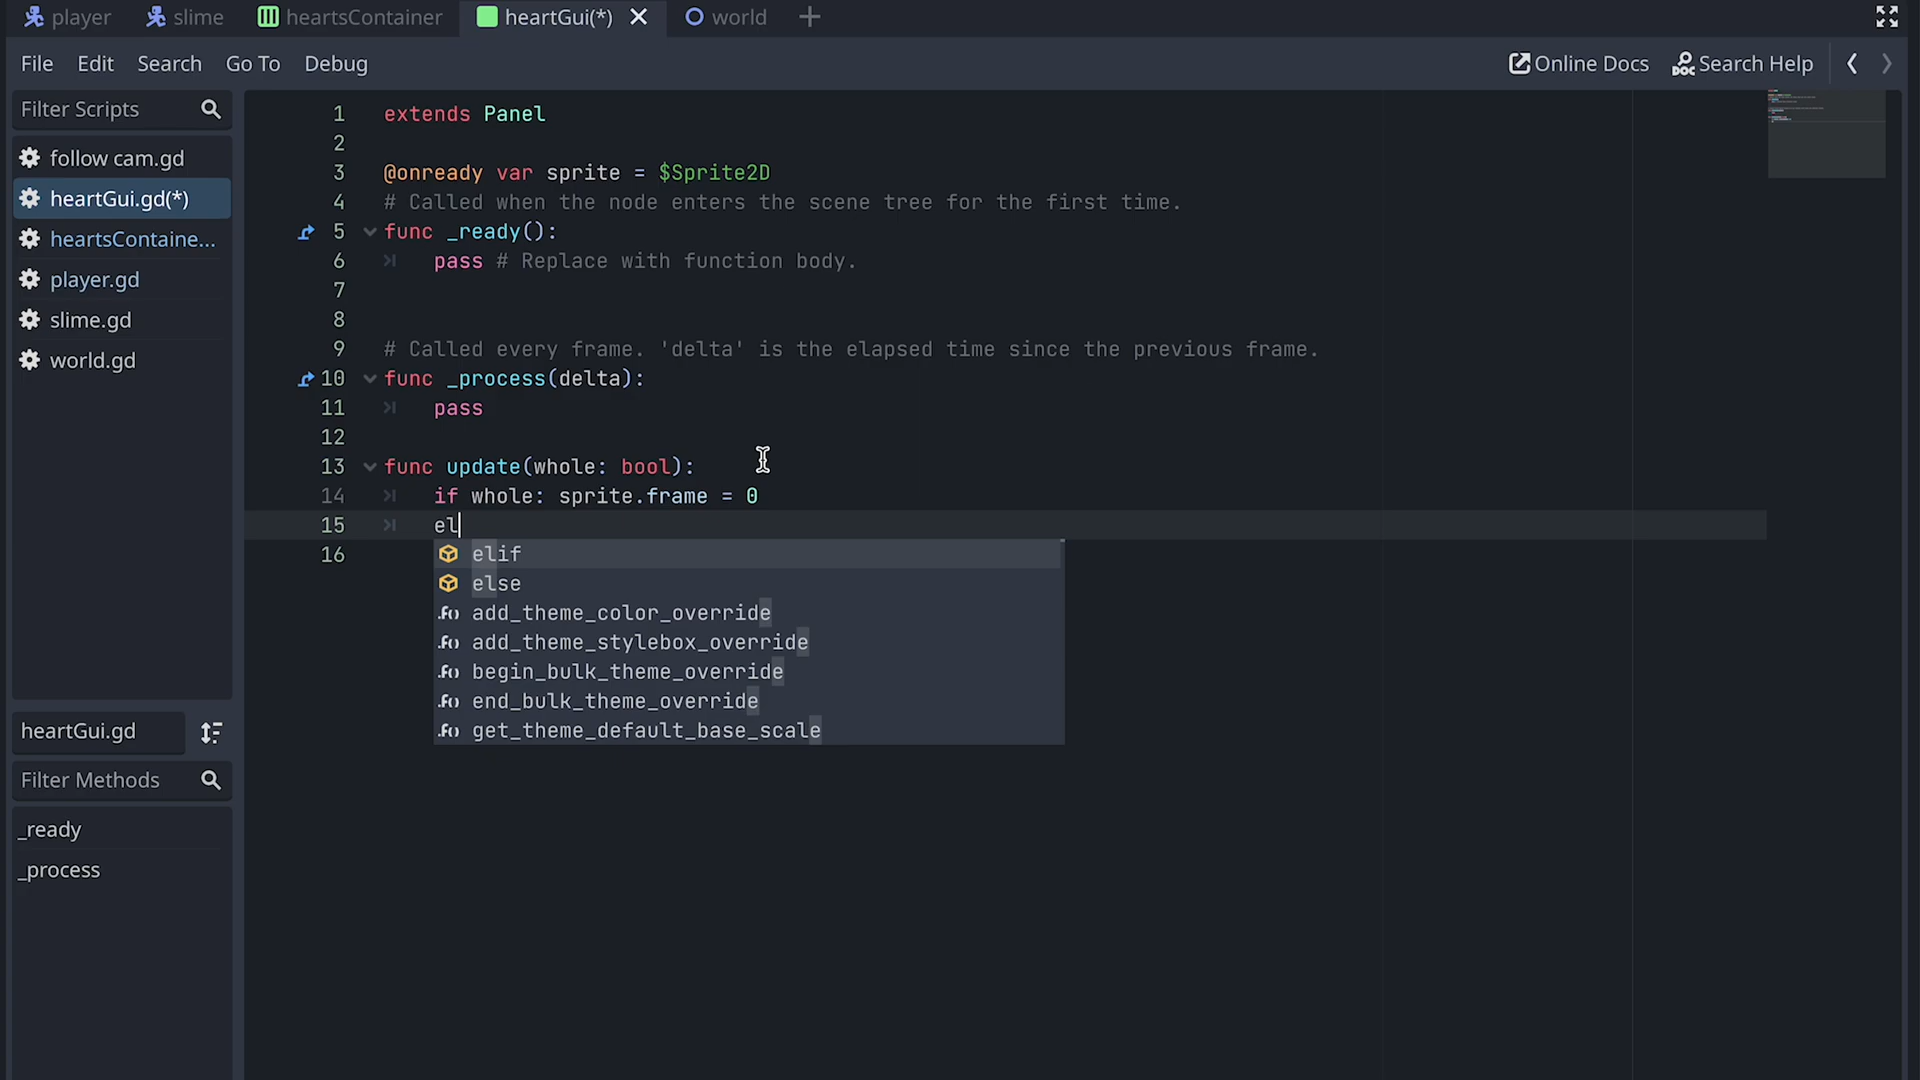 player slime heartsContainer heartGui(*) world
File Edit Search Go To Debug Online Docs Search Help
Filter Scripts
follow cam.gd
heartGui.gd(*)
heartsContaine...
player.gd
slime.gd
world.gd
heartGui.gd
Filter Methods
_ready
_process
1 extends Panel
2
3 @onready var sprite = $Sprite2D
4 # Called when the node enters the scene tree for the first time.
5 func _ready():
6 pass # Replace with function body.
7
8
9 # Called every frame. 'delta' is the elapsed time since the previous frame.
10 func _process(delta):
11 pass
12
13 func update(whole: bool):
14 if whole: sprite.frame = 0
15 el
16
elif
else
add_theme_color_override
add_theme_stylebox_override
begin_bulk_theme_override
end_bulk_theme_override
get_theme_default_base_scale